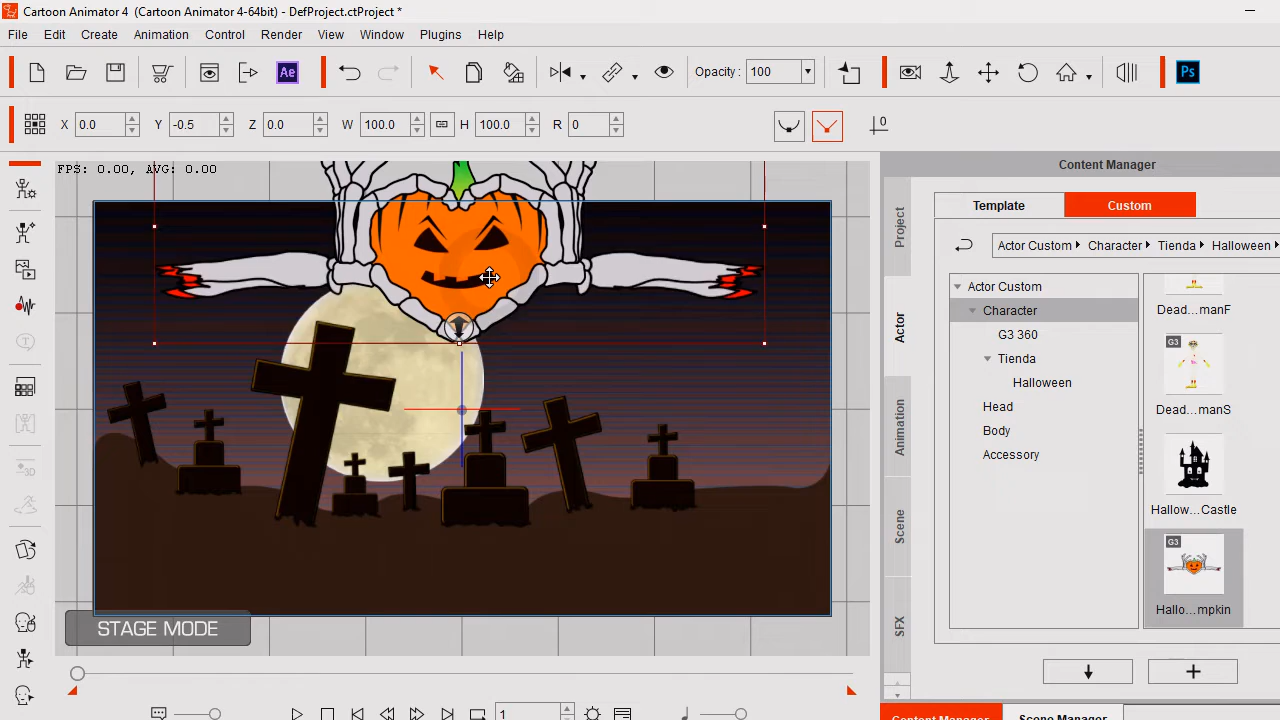 Cartoon Animator 4 (Cartoon Animator 4-64bit) - DefProject.ctProject *
File Edit Create Animation Control Render View Window Plugins Help
Ae
Opacity: 100
Ps
X 0.0 Y -0.5 Z 0.0 W 100.0 H 100.0 R 0
0
Content Manager
FPS: 0.00, AVG: 0.00
Template Custom
Project
Actor
Animation
Scene
SFX
Actor Custom Character Tienda Halloween
Actor Custom
Character
G3 360
Tienda
Halloween
Head
Body
Accessory
Dead...manF
G3
Dead...manS
Hallow...Castle
G3
Hallo...mpkin
+3D
STAGE MODE
1
Content Manager Scene Manager